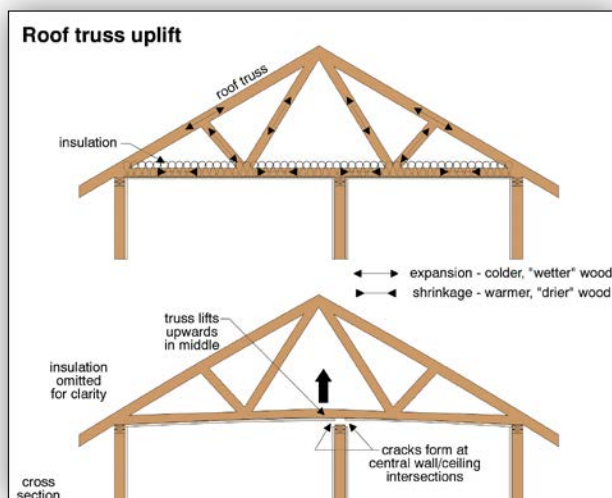 Roof truss uplift
roof truss
insulation
expansion - colder, "wetter" wood
shrinkage - warmer, "drier" wood
truss lifts
upwards
in middle
insulation
omitted
for clarity
cracks form at
central wall/ceiling
intersections
cross
section